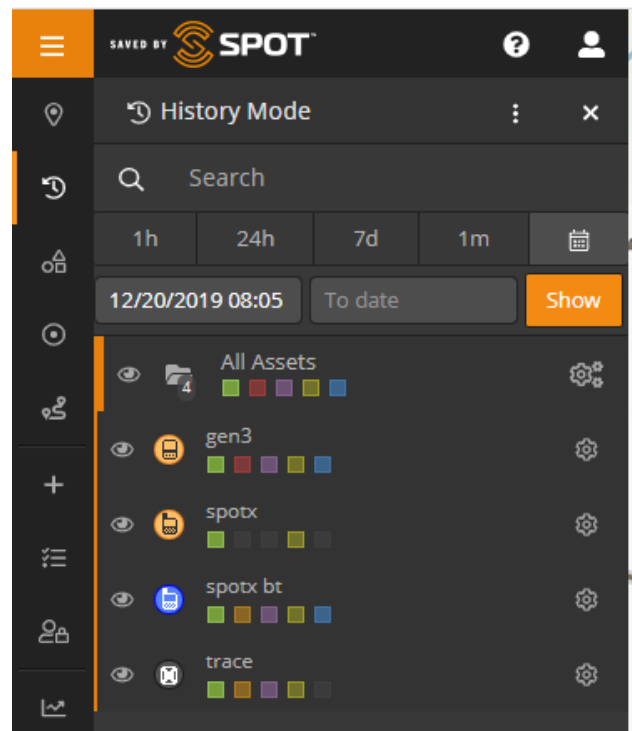 SAVED BY SPOT
History Mode
Search
1h 24h 7d 1m
12/20/2019 08:05 To date Show
All Assets
4
gen3
spotx
spotx bt
trace